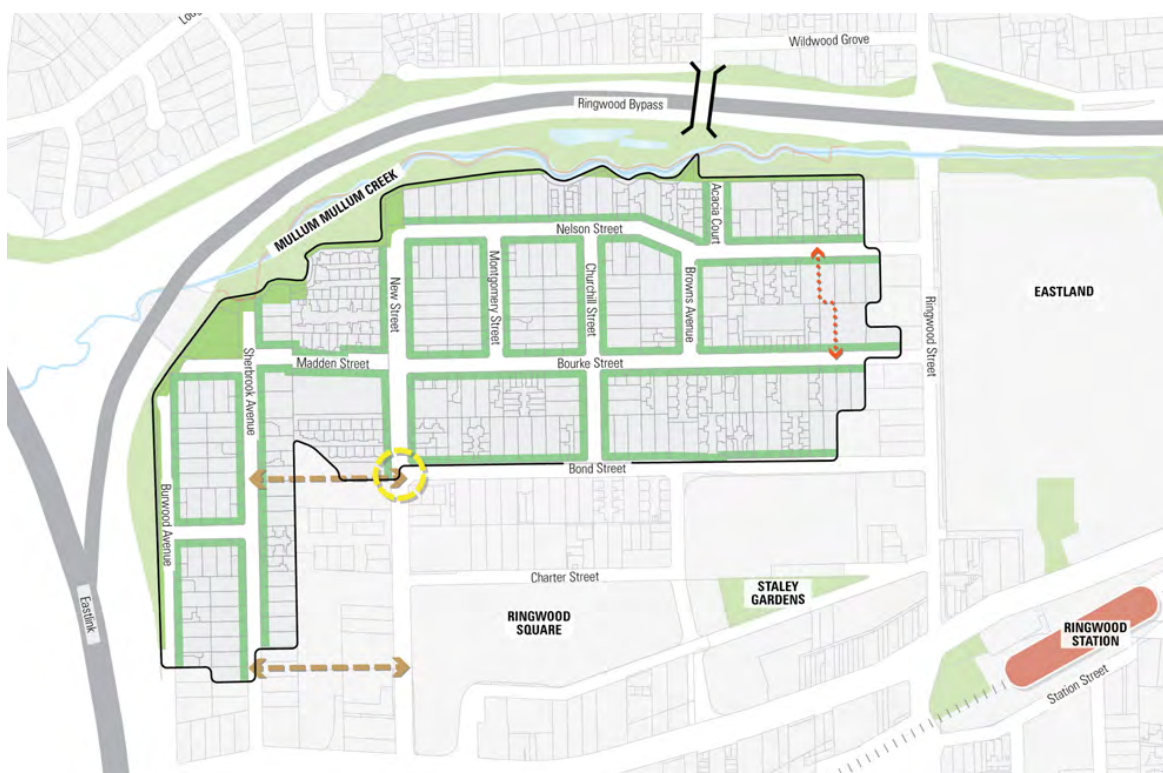 Wildwood Grove
Ringwood Bypass
MULLUM MULLUM CREEK
Acacia Court
Nelson Street
New Street
Montgomery Street
Churchill Street
Browns Avenue
Ringwood Street
EASTLAND
Sherbrook Avenue
Madden Street
Bourke Street
Burwood Avenue
Bond Street
Charter Street
Eastlink
RINGWOOD
SQUARE
STALEY
GARDENS
RINGWOOD
STATION
Station Street